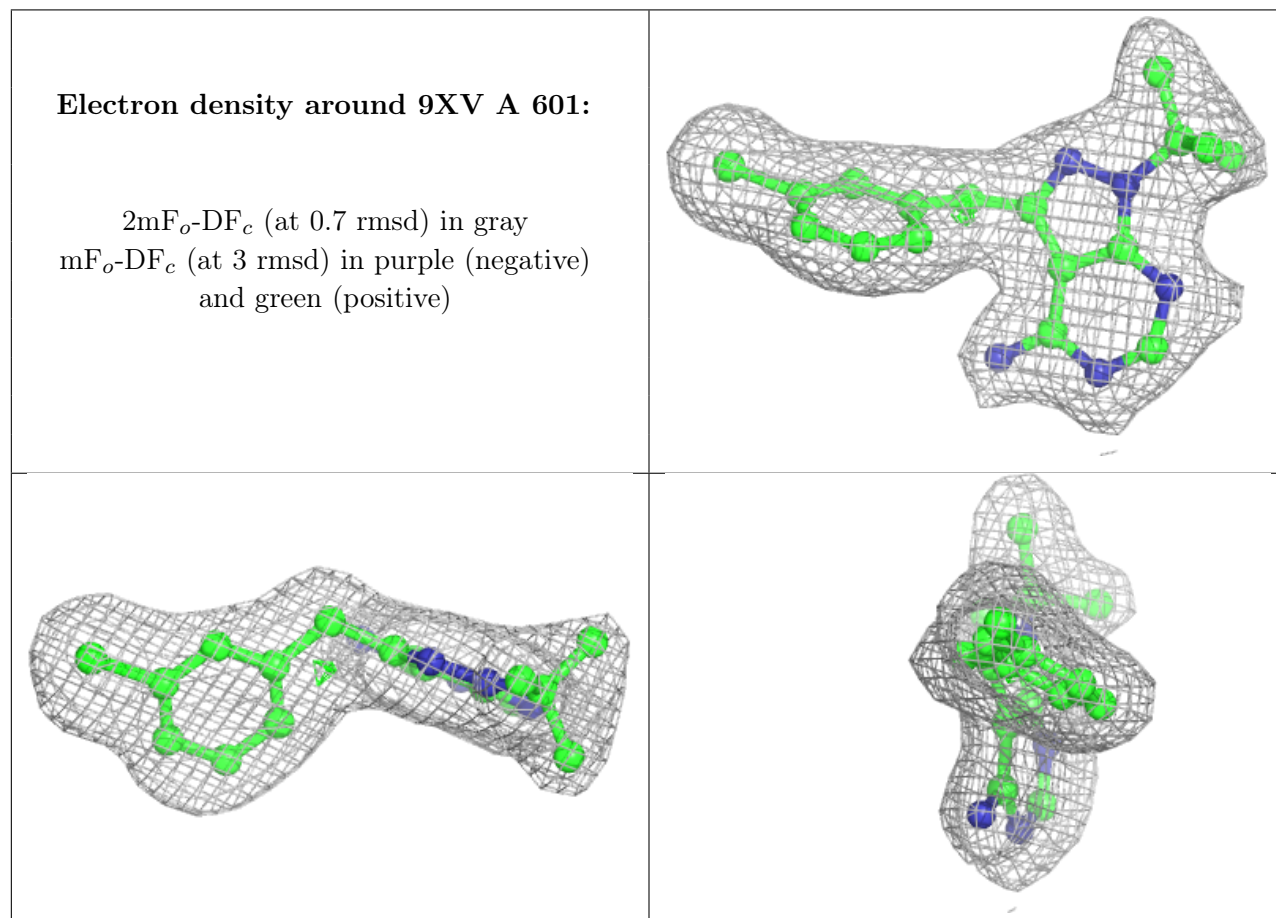 Electron density around 9XV A 601:
2mFo-DFc (at 0.7 rmsd) in gray
mFo-DFc (at 3 rmsd) in purple (negative)
and green (positive)